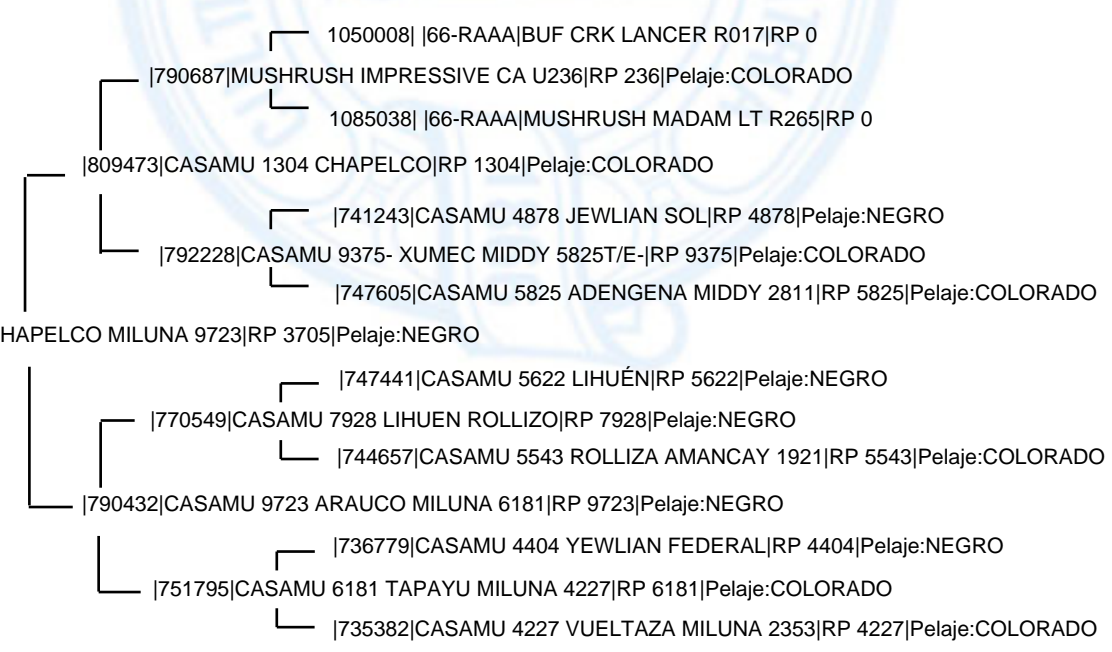 1050008| |66-RAAA|BUF CRK LANCER R017|RP 0
|790687|MUSHRUSH IMPRESSIVE CA U236|RP 236|Pelaje:COLORADO
1085038| |66-RAAA|MUSHRUSH MADAM LT R265|RP 0
|809473|CASAMU 1304 CHAPELCO|RP 1304|Pelaje:COLORADO
|741243|CASAMU 4878 JEWLIAN SOL|RP 4878|Pelaje:NEGRO
|792228|CASAMU 9375- XUMEC MIDDY 5825T/E-|RP 9375|Pelaje:COLORADO
|747605|CASAMU 5825 ADENGENA MIDDY 2811|RP 5825|Pelaje:COLORADO
HAPELCO MILUNA 9723|RP 3705|Pelaje:NEGRO
|747441|CASAMU 5622 LIHUÉN|RP 5622|Pelaje:NEGRO
|770549|CASAMU 7928 LIHUEN ROLLIZO|RP 7928|Pelaje:NEGRO
|744657|CASAMU 5543 ROLLIZA AMANCAY 1921|RP 5543|Pelaje:COLORADO
|790432|CASAMU 9723 ARAUCO MILUNA 6181|RP 9723|Pelaje:NEGRO
|736779|CASAMU 4404 YEWLIAN FEDERAL|RP 4404|Pelaje:NEGRO
|751795|CASAMU 6181 TAPAYU MILUNA 4227|RP 6181|Pelaje:COLORADO
|735382|CASAMU 4227 VUELTAZA MILUNA 2353|RP 4227|Pelaje:COLORADO